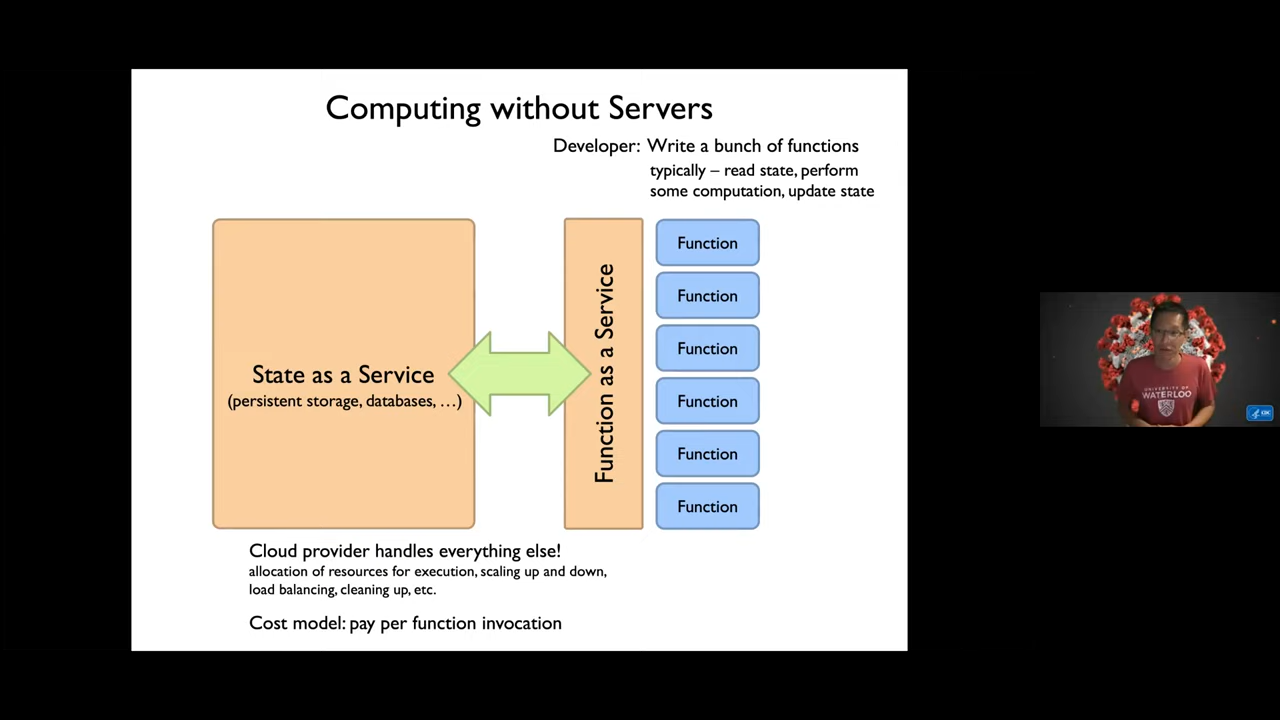 Computing without Servers
Developer: Write a bunch of functions
typically – read state, perform
some computation, update state
State as a Service
(persistent storage, databases, …)
Function as a Service
Function
Function
Function
Function
Function
Function
Cloud provider handles everything else!
allocation of resources for execution, scaling up and down,
load balancing, cleaning up, etc.
Cost model: pay per function invocation
UNIVERSITY OF
WATERLOO
CDC